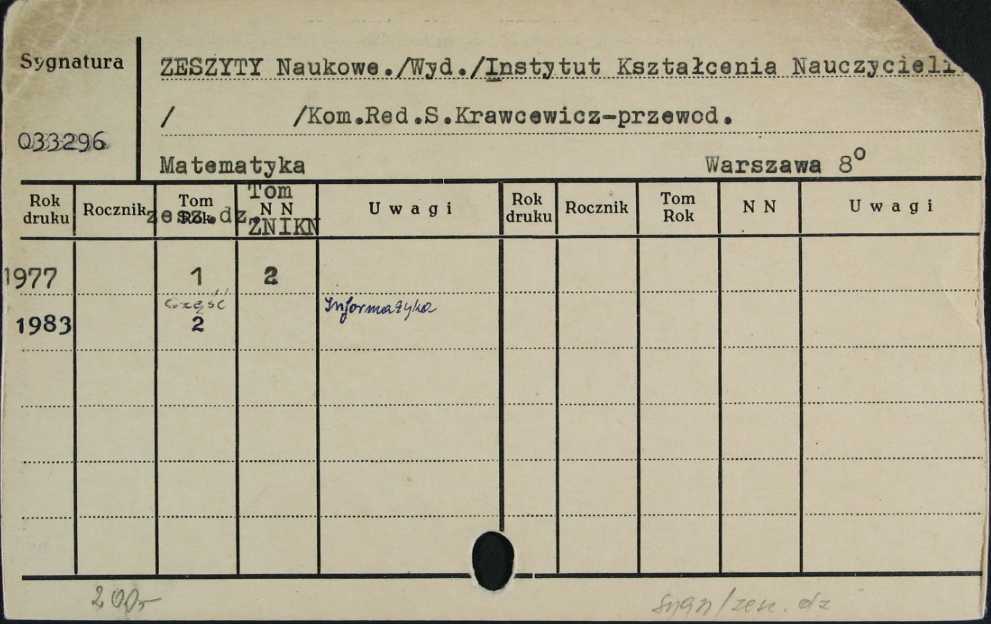 Sygnatura
ZESZYTY Naukowe./Wyd./Instytut Kształcenia Nauczycieli
/ /Kom.Red.S.Krawcewicz-przewod.
033296
Matematyka Warszawa 8°
Rok druku Rocznik Tom Rok zesz.dz. Tom N N ZNIKN Uwagi Rok druku Rocznik Tom Rok N N Uwagi
1977 1 2
część Informatyka
1983 2
200,-